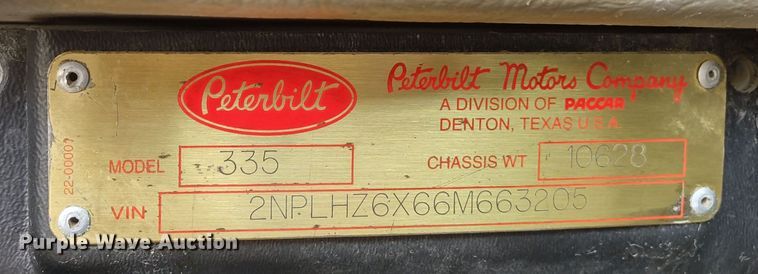 Peterbilt
Peterbilt Motors Company
A DIVISION OF PACCAR
DENTON, TEXAS U.S.A.
MODEL 335
CHASSIS WT 10628
VIN 2NPLHZ6X66M663205
22-00007
Purple Wave Auction